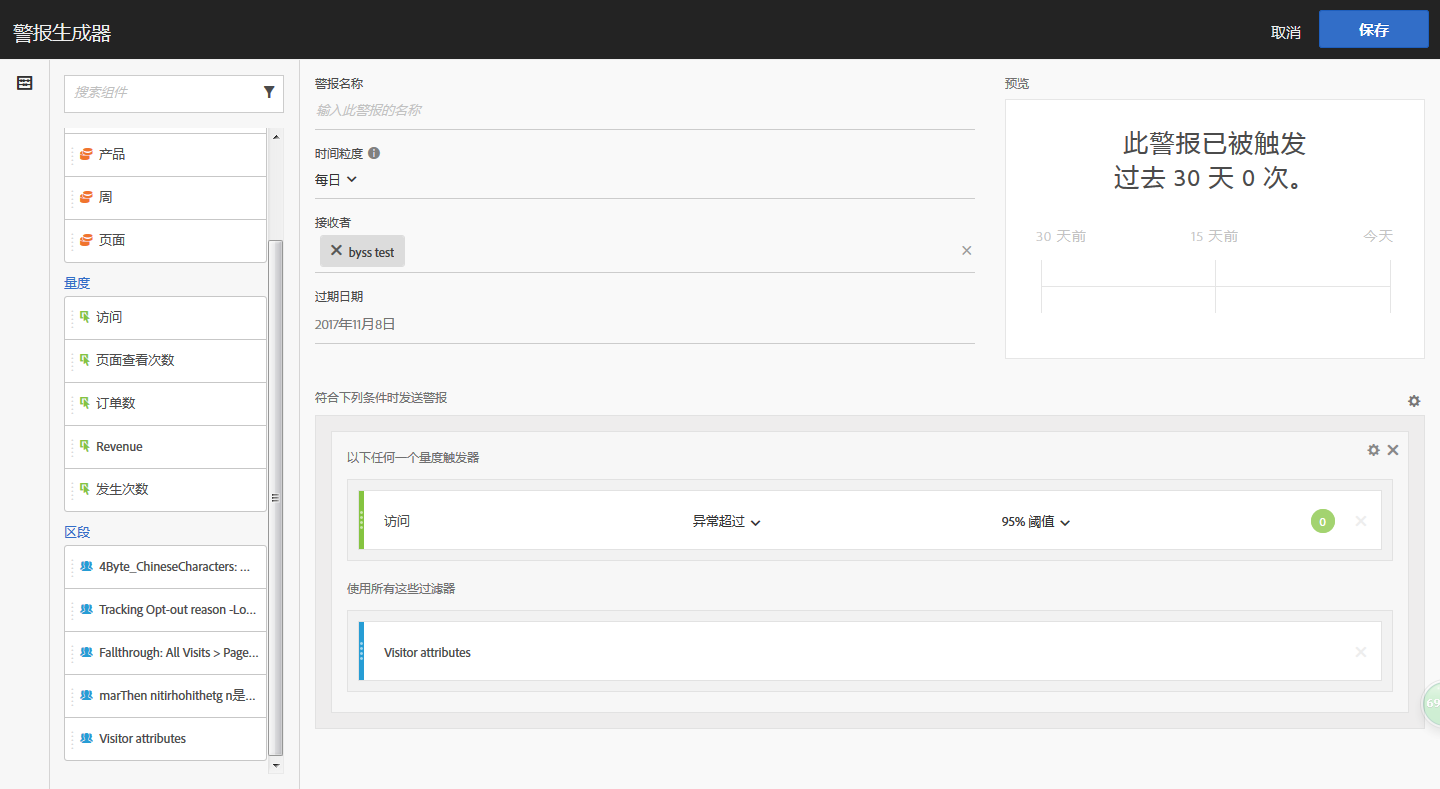 警报生成器
取消
保存
搜索组件
产品
周
页面
量度
访问
页面查看次数
订单数
Revenue
发生次数
区段
4Byte_ChineseCharacters: ...
Tracking Opt-out reason -Lo...
Fallthrough: All Visits > Page...
marThen nitirhohithetg n是...
Visitor attributes
警报名称
输入此警报的名称
时间粒度
每日
接收者
byss test
过期日期
2017年11月8日
预览
此警报已被触发
过去 30 天 0 次。
30 天前
15 天前
今天
符合下列条件时发送警报
以下任何一个量度触发器
访问
异常超过
95% 阈值
0
使用所有这些过滤器
Visitor attributes
69